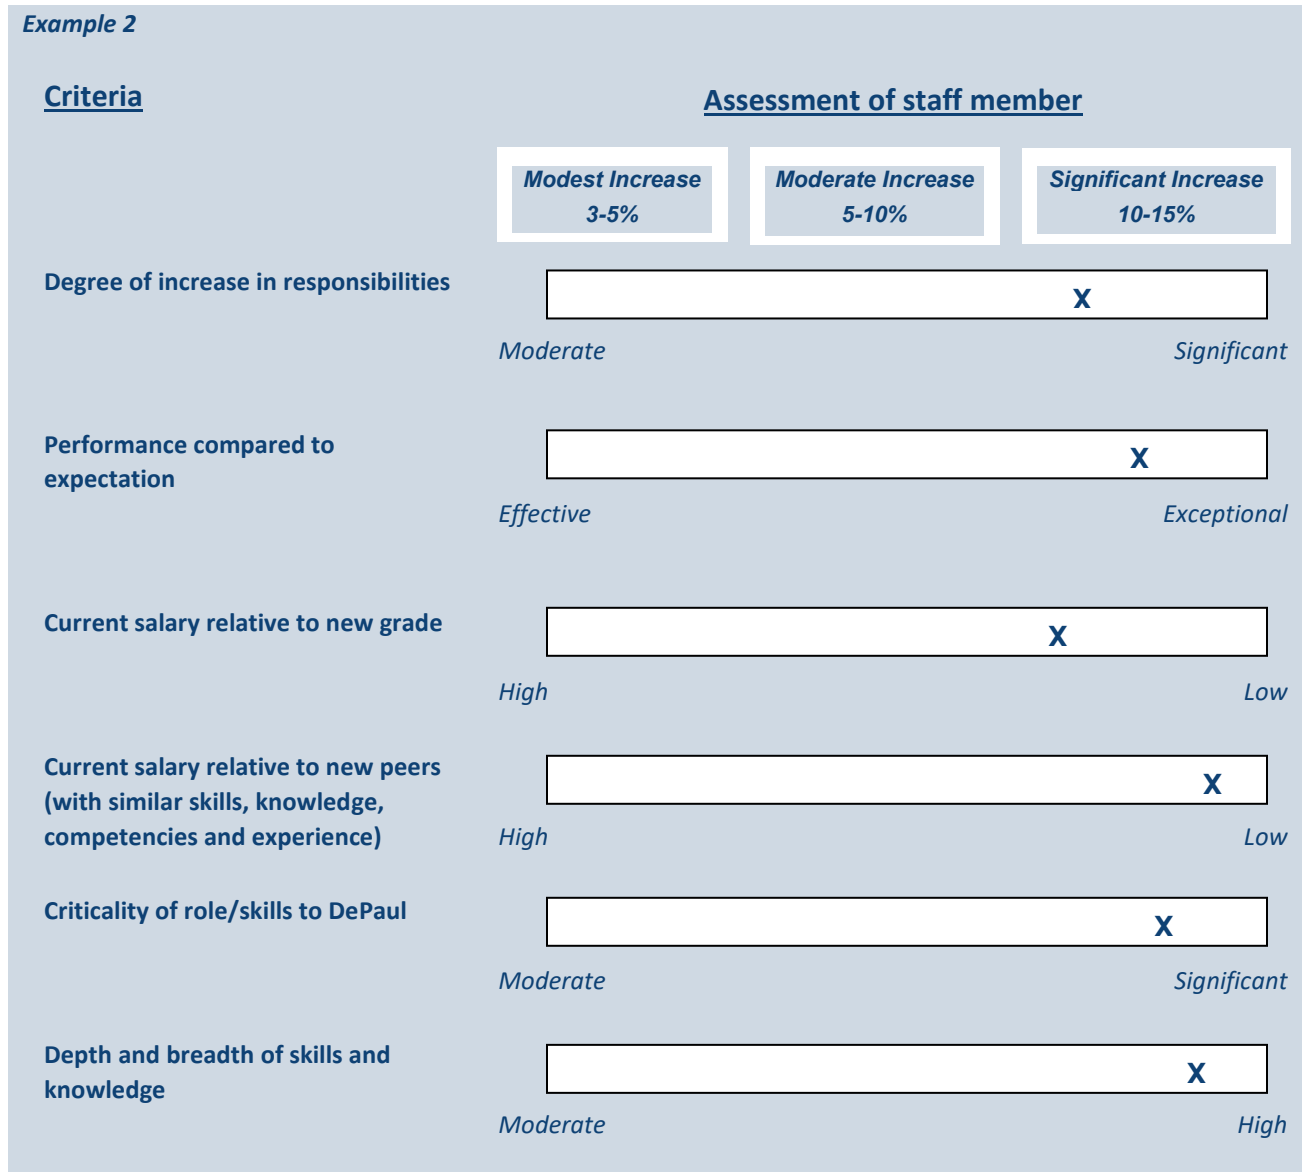 Example 2
Criteria
Assessment of staff member
Modest Increase
3-5%
Moderate Increase
5-10%
Significant Increase
10-15%
Degree of increase in responsibilities
X
Moderate
Significant
Performance compared to
expectation
X
Effective
Exceptional
Current salary relative to new grade
X
High
Low
Current salary relative to new peers
(with similar skills, knowledge,
competencies and experience)
X
High
Low
Criticality of role/skills to DePaul
X
Moderate
Significant
Depth and breadth of skills and
knowledge
X
Moderate
High